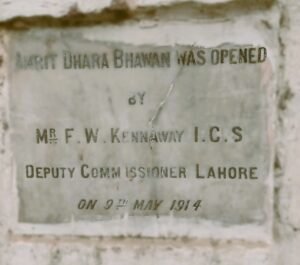 AMRIT DHARA BHAWAN WAS OPENED
BY
MR F. W. KENNAWAY I.C.S
DEPUTY COMMISSIONER LAHORE
ON 9TH MAY 1914